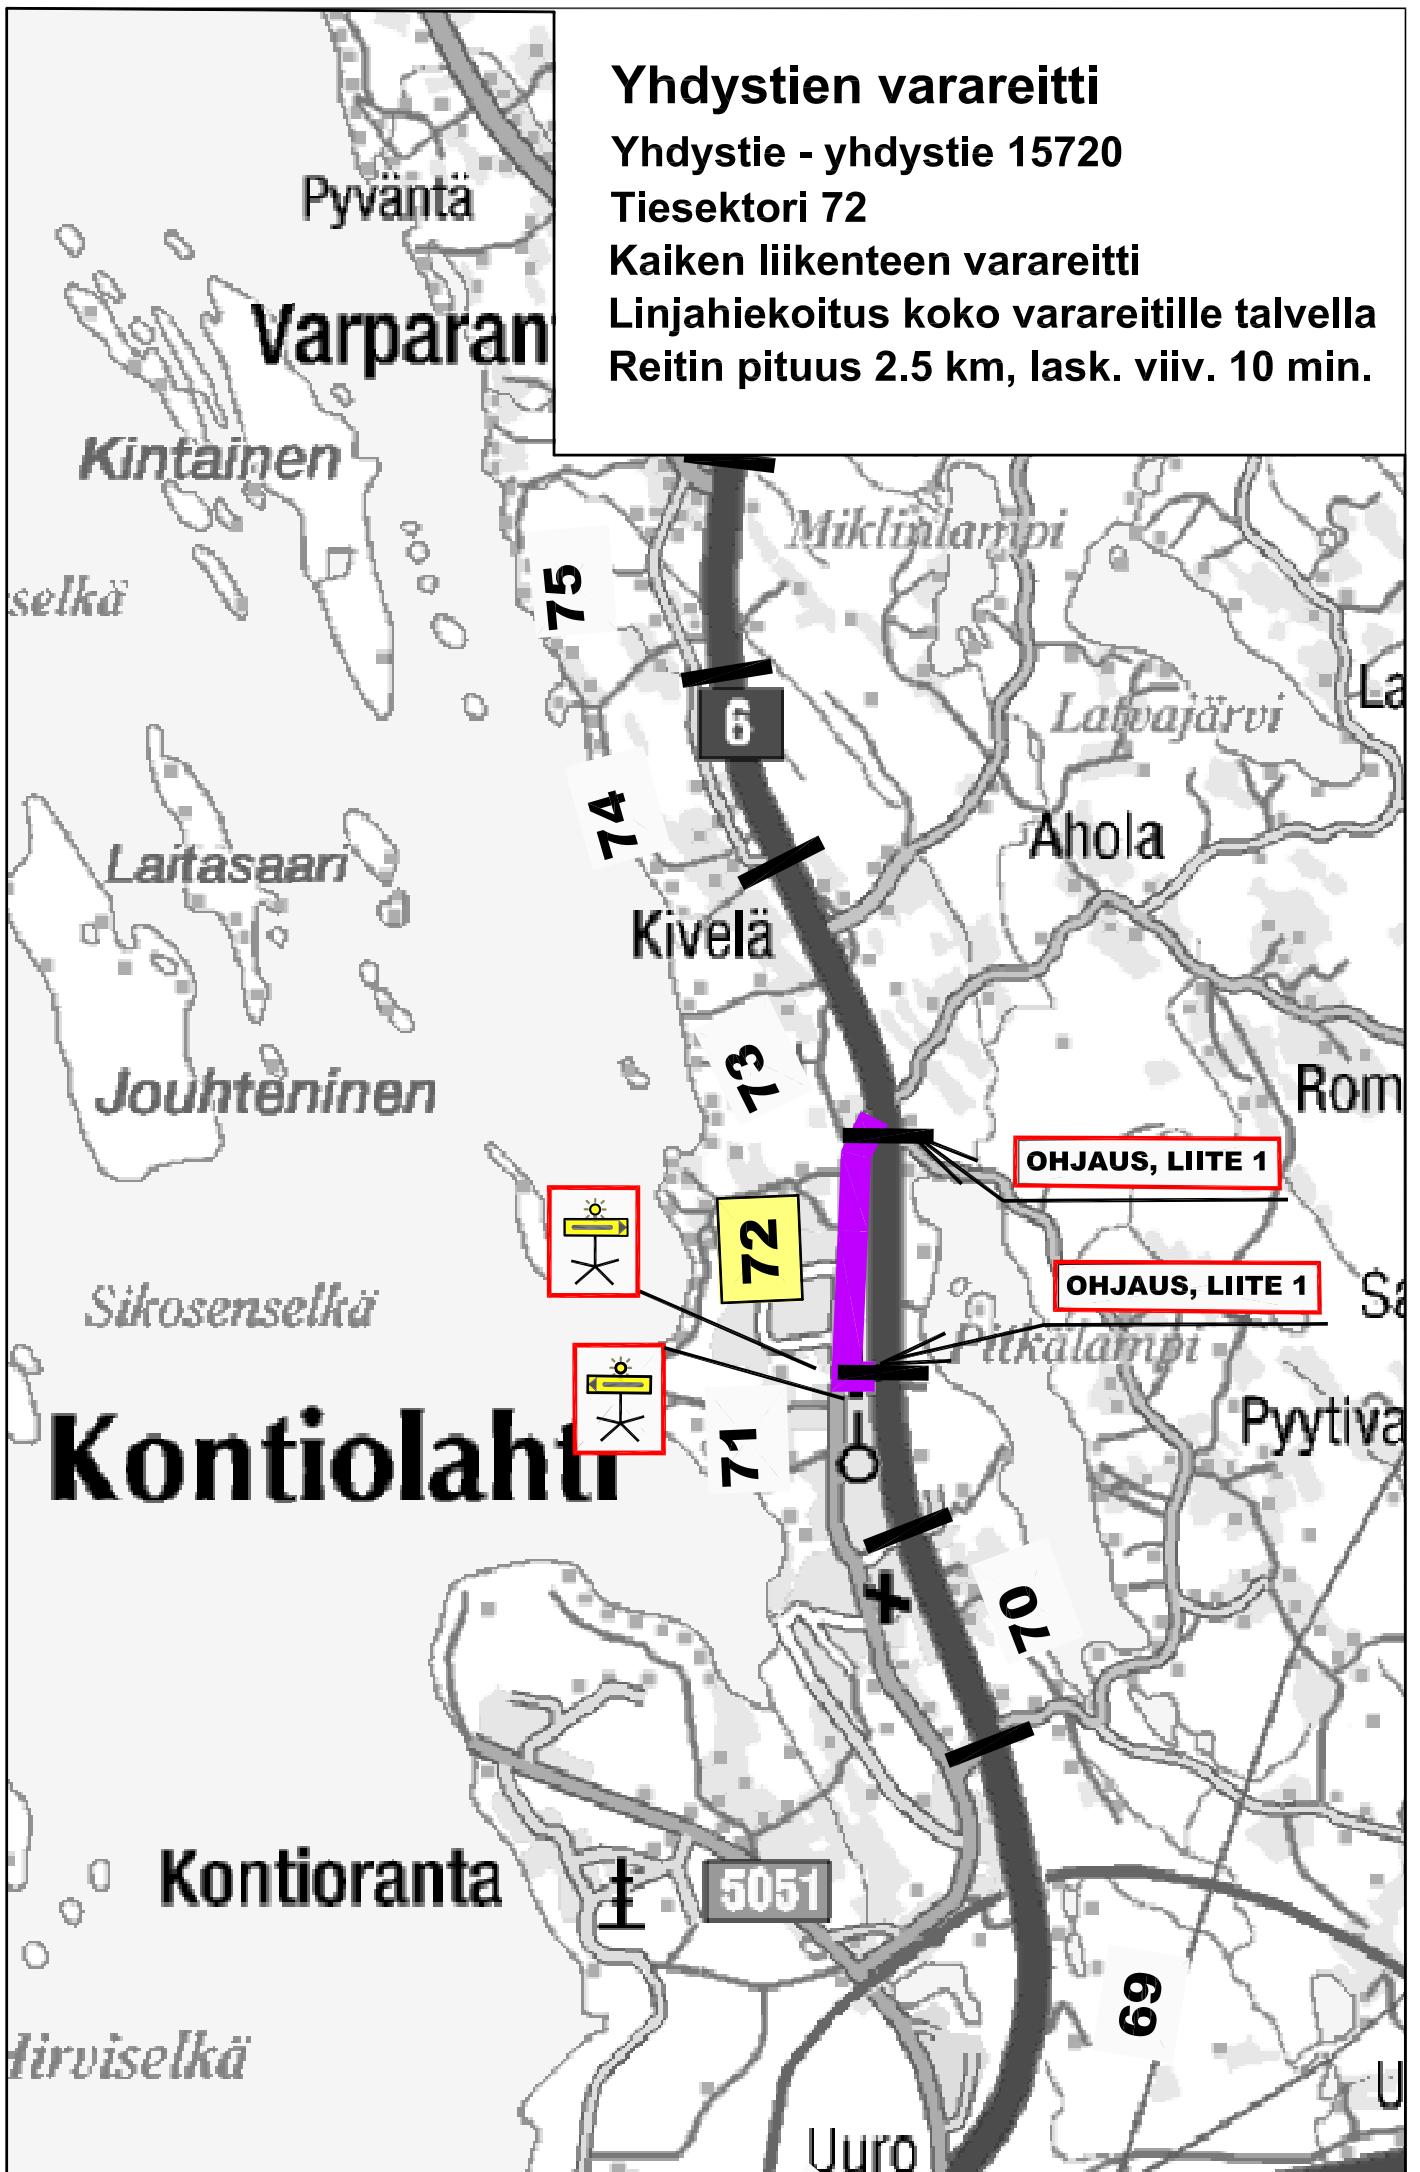 Yhdystien varareitti
Yhdystie - yhdystie 15720
Tiesektori 72
Kaiken liikenteen varareitti
Linjahiekoitus koko varareitille talvella
Reitin pituus 2.5 km, lask. viiv. 10 min.
Pyväntä
Varparan
Kintainen
Miklinlampi
75
selkä
La
Latvajärvi
6
74
Ahola
Laitasaari
Kivelä
73
Jouhteninen
Rom
OHJAUS, LIITE 1
72
OHJAUS, LIITE 1
Sa
Sikosenselkä
Pitkälampi
Pyytiva
Kontiolahti
71
70
Kontioranta
5051
69
Hirviselkä
U
Uuro